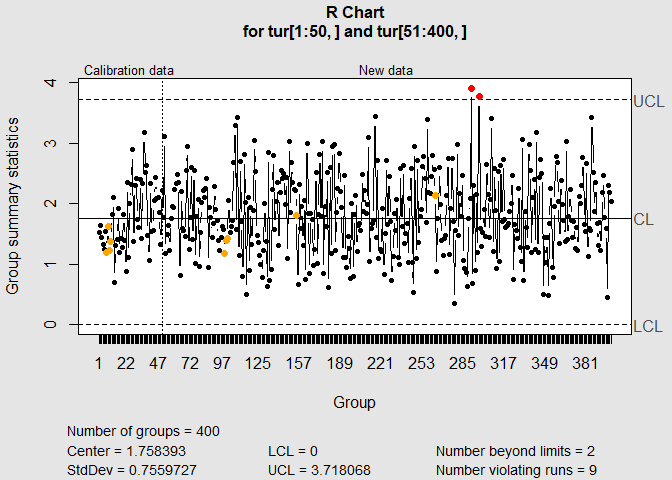 R Chart
for tur[1:50, ] and tur[51:400, ]
Calibration data
New data
Group summary statistics
4
3
2
1
0
UCL
CL
LCL
1 22 47 72 97 125 157 189 221 253 285 317 349 381
Group
Number of groups = 400
Center = 1.758393 LCL = 0 Number beyond limits = 2
StdDev = 0.7559727 UCL = 3.718068 Number violating runs = 9